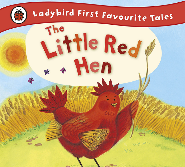 Ladybird First Favourite Tales
The
Little Red
Hen